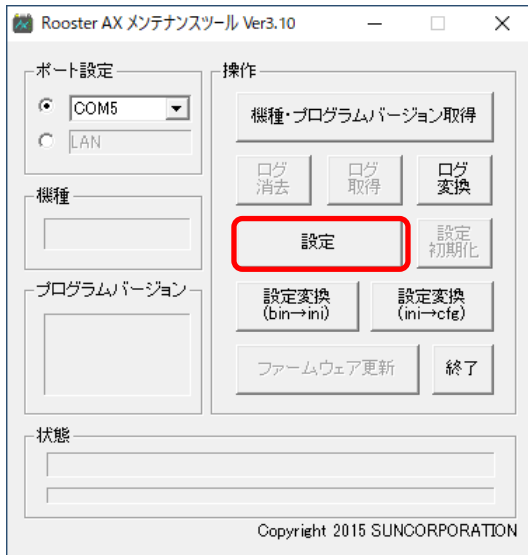 Rooster AX メンテナンスツール Ver3.10
ポート設定
COM5
LAN
機種
プログラムバージョン
操作
機種・プログラムバージョン取得
ログ
消去
ログ
取得
ログ
変換
設定
設定
初期化
設定変換
(bin→ini)
設定変換
(ini→cfg)
ファームウェア更新
終了
状態
Copyright 2015 SUNCORPORATION